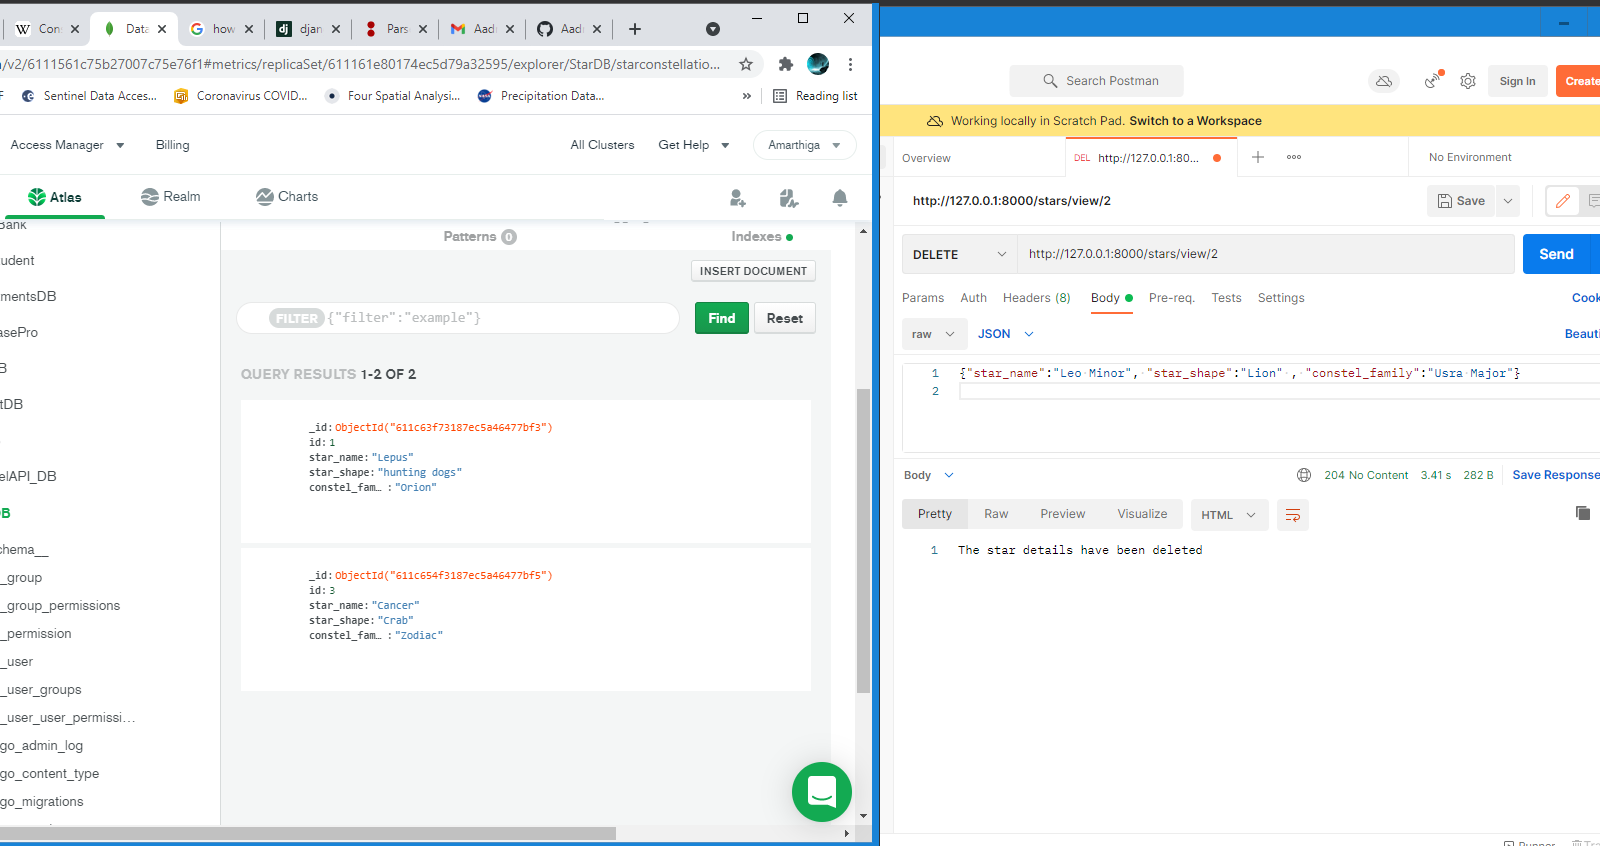 Con
Data
how
djan
Pars
Aadr
Aadi
/v2/6111561c75b27007c75e76f1#metrics/replicaSet/611161e80174ec5d79a32595/explorer/StarDB/starconstellatio...
F
Sentinel Data Acces...
Coronavirus COVID...
Four Spatial Analysi...
Precipitation Data...
»
Reading list
Access Manager
Billing
All Clusters
Get Help
Amarthiga
Atlas
Realm
Charts
Bank
udent
mentsDB
asePro
B
tDB
elAPI_DB
B
chema__
_group
_group_permissions
_permission
_user
_user_groups
_user_user_permissi...
go_admin_log
go_content_type
go_migrations
Patterns 0
Indexes
INSERT DOCUMENT
FILTER {"filter":"example"}
Find
Reset
QUERY RESULTS 1-2 OF 2
_id: ObjectId("611c63f73187ec5a46477bf3")
id: 1
star_name: "Lepus"
star_shape: "hunting dogs"
constel_fam… : "Orion"
_id: ObjectId("611c654f3187ec5a46477bf5")
id: 3
star_name: "Cancer"
star_shape: "Crab"
constel_fam… : "Zodiac"
Search Postman
Sign In
Create
Working locally in Scratch Pad. Switch to a Workspace
Overview
DEL http://127.0.0.1:80...
No Environment
http://127.0.0.1:8000/stars/view/2
Save
DELETE
http://127.0.0.1:8000/stars/view/2
Send
Params
Auth
Headers (8)
Body
Pre-req.
Tests
Settings
Cook
raw
JSON
Beauti
1 {"star_name":"Leo Minor", "star_shape":"Lion" , "constel_family":"Usra Major"}
2
Body
204 No Content
3.41 s
282 B
Save Response
Pretty
Raw
Preview
Visualize
HTML
1 The star details have been deleted
Runner
Tra